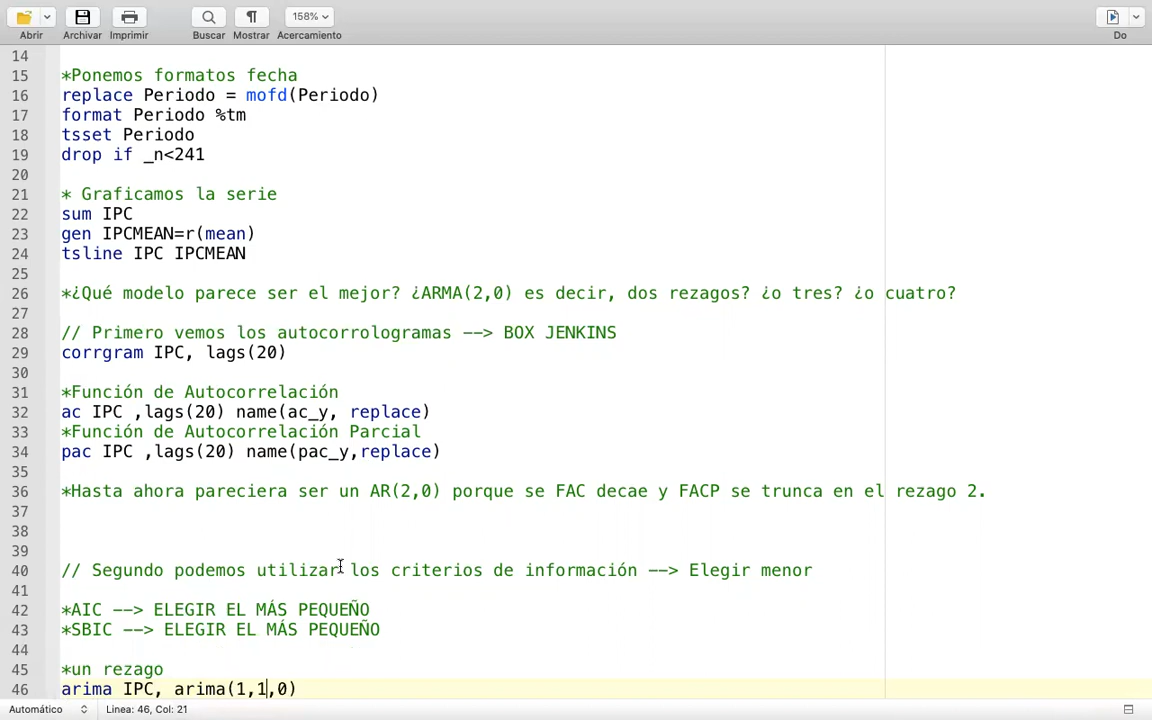 Abrir
Archivar
Imprimir
Buscar
Mostrar
158%
Acercamiento
Do
14
15 *Ponemos formatos fecha
16 replace Periodo = mofd(Periodo)
17 format Periodo %tm
18 tsset Periodo
19 drop if _n<241
20
21 * Graficamos la serie
22 sum IPC
23 gen IPCMEAN=r(mean)
24 tsline IPC IPCMEAN
25
26 *¿Qué modelo parece ser el mejor? ¿ARMA(2,0) es decir, dos rezagos? ¿o tres? ¿o cuatro?
27
28 // Primero vemos los autocorrologramas --> BOX JENKINS
29 corrgram IPC, lags(20)
30
31 *Función de Autocorrelación
32 ac IPC ,lags(20) name(ac_y, replace)
33 *Función de Autocorrelación Parcial
34 pac IPC ,lags(20) name(pac_y,replace)
35
36 *Hasta ahora pareciera ser un AR(2,0) porque se FAC decae y FACP se trunca en el rezago 2.
37
38
39
40 // Segundo podemos utilizar los criterios de información --> Elegir menor
41
42 *AIC --> ELEGIR EL MÁS PEQUEÑO
43 *SBIC --> ELEGIR EL MÁS PEQUEÑO
44
45 *un rezago
46 arima IPC, arima(1,1,0)
Automático
Linea: 46, Col: 21